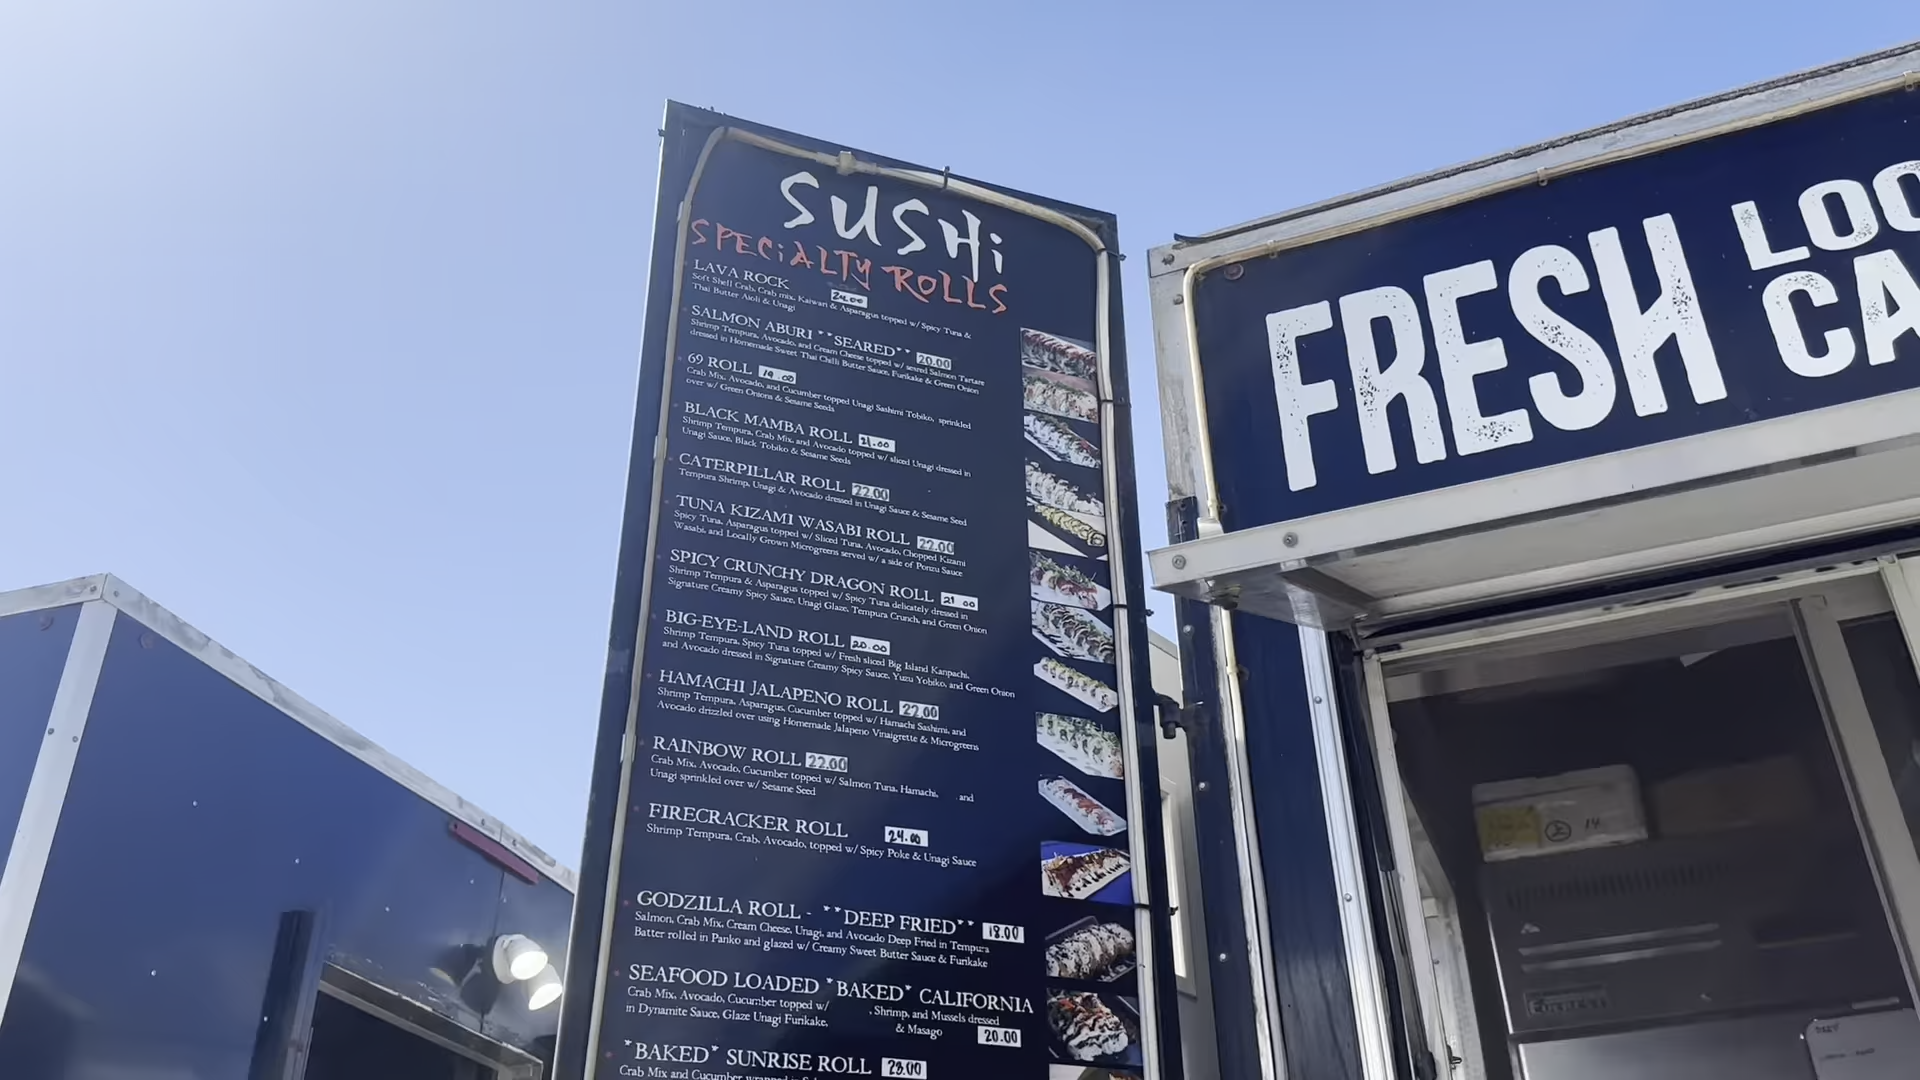 SUSHi
SPECiALTY ROLLS
LAVA ROCK 24.00
Soft Shell Crab, Crab mix, Kaiwari & Asparagus topped w/ Spicy Tuna &
Thai Butter Aioli & Unagi
SALMON ABURI **SEARED** 20.00
Shrimp Tempura, Avocado, and Cream Cheese topped w/ seared Salmon Tartare
dressed in Homemade Sweet Thai Chilli Butter Sauce, Furikake & Green Onion
69 ROLL 19.00
Crab Mix, Avocado, and Cucumber topped Unagi Sashimi Tobiko, sprinkled
over w/ Green Onions & Sesame Seeds
BLACK MAMBA ROLL 21.00
Shrimp Tempura, Crab Mix, and Avocado topped w/ sliced Unagi dressed in
Unagi Sauce, Black Tobiko & Sesame Seeds
CATERPILLAR ROLL 22.00
Tempura Shrimp, Unagi & Avocado dressed in Unagi Sauce & Sesame Seed
TUNA KIZAMI WASABI ROLL 22.00
Spicy Tuna, Asparagus topped w/ Sliced Tuna, Avocado, Chopped Kizami
Wasabi, and Locally Grown Microgreens served w/ a side of Ponzu Sauce
SPICY CRUNCHY DRAGON ROLL 21.00
Shrimp Tempura & Asparagus topped w/ Spicy Tuna delicately dressed in
Signature Creamy Spicy Sauce, Unagi Glaze, Tempura Crunch, and Green Onion
BIG-EYE-LAND ROLL 20.00
Shrimp Tempura, Spicy Tuna topped w/ Fresh sliced Big Island Kanpachi,
and Avocado dressed in Signature Creamy Spicy Sauce, Yuzu Yobiko, and Green Onion
HAMACHI JALAPENO ROLL 22.00
Shrimp Tempura, Asparagus, Cucumber topped w/ Hamachi Sashimi, and
Avocado drizzled over using Homemade Jalapeno Vinaigrette & Microgreens
RAINBOW ROLL 22.00
Crab Mix, Avocado, Cucumber topped w/ Salmon Tuna, Hamachi, and
Unagi sprinkled over w/ Sesame Seed
FIRECRACKER ROLL 24.00
Shrimp Tempura, Crab, Avocado, topped w/ Spicy Poke & Unagi Sauce
GODZILLA ROLL - **DEEP FRIED** 18.00
Salmon, Crab Mix, Cream Cheese, Unagi, and Avocado Deep Fried in Tempura
Batter rolled in Panko and glazed w/ Creamy Sweet Butter Sauce & Furikake
SEAFOOD LOADED *BAKED* CALIFORNIA
Crab Mix, Avocado, Cucumber topped w/ , Shrimp, and Mussels dressed
in Dynamite Sauce, Glaze Unagi Furikake, & Masago
20.00
*BAKED* SUNRISE ROLL 23.00
Crab Mix and Cucumber wrapped in
FRESH LOC
CA
14